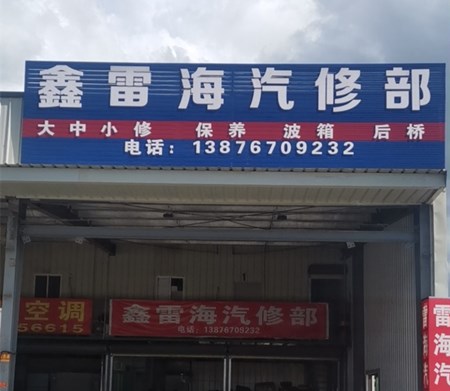 鑫雷海汽修部
大中小修 保养 波箱 后桥
电话：13876709232
空调
56615
鑫雷海汽修部
电话：13876709232
雷
海
汽